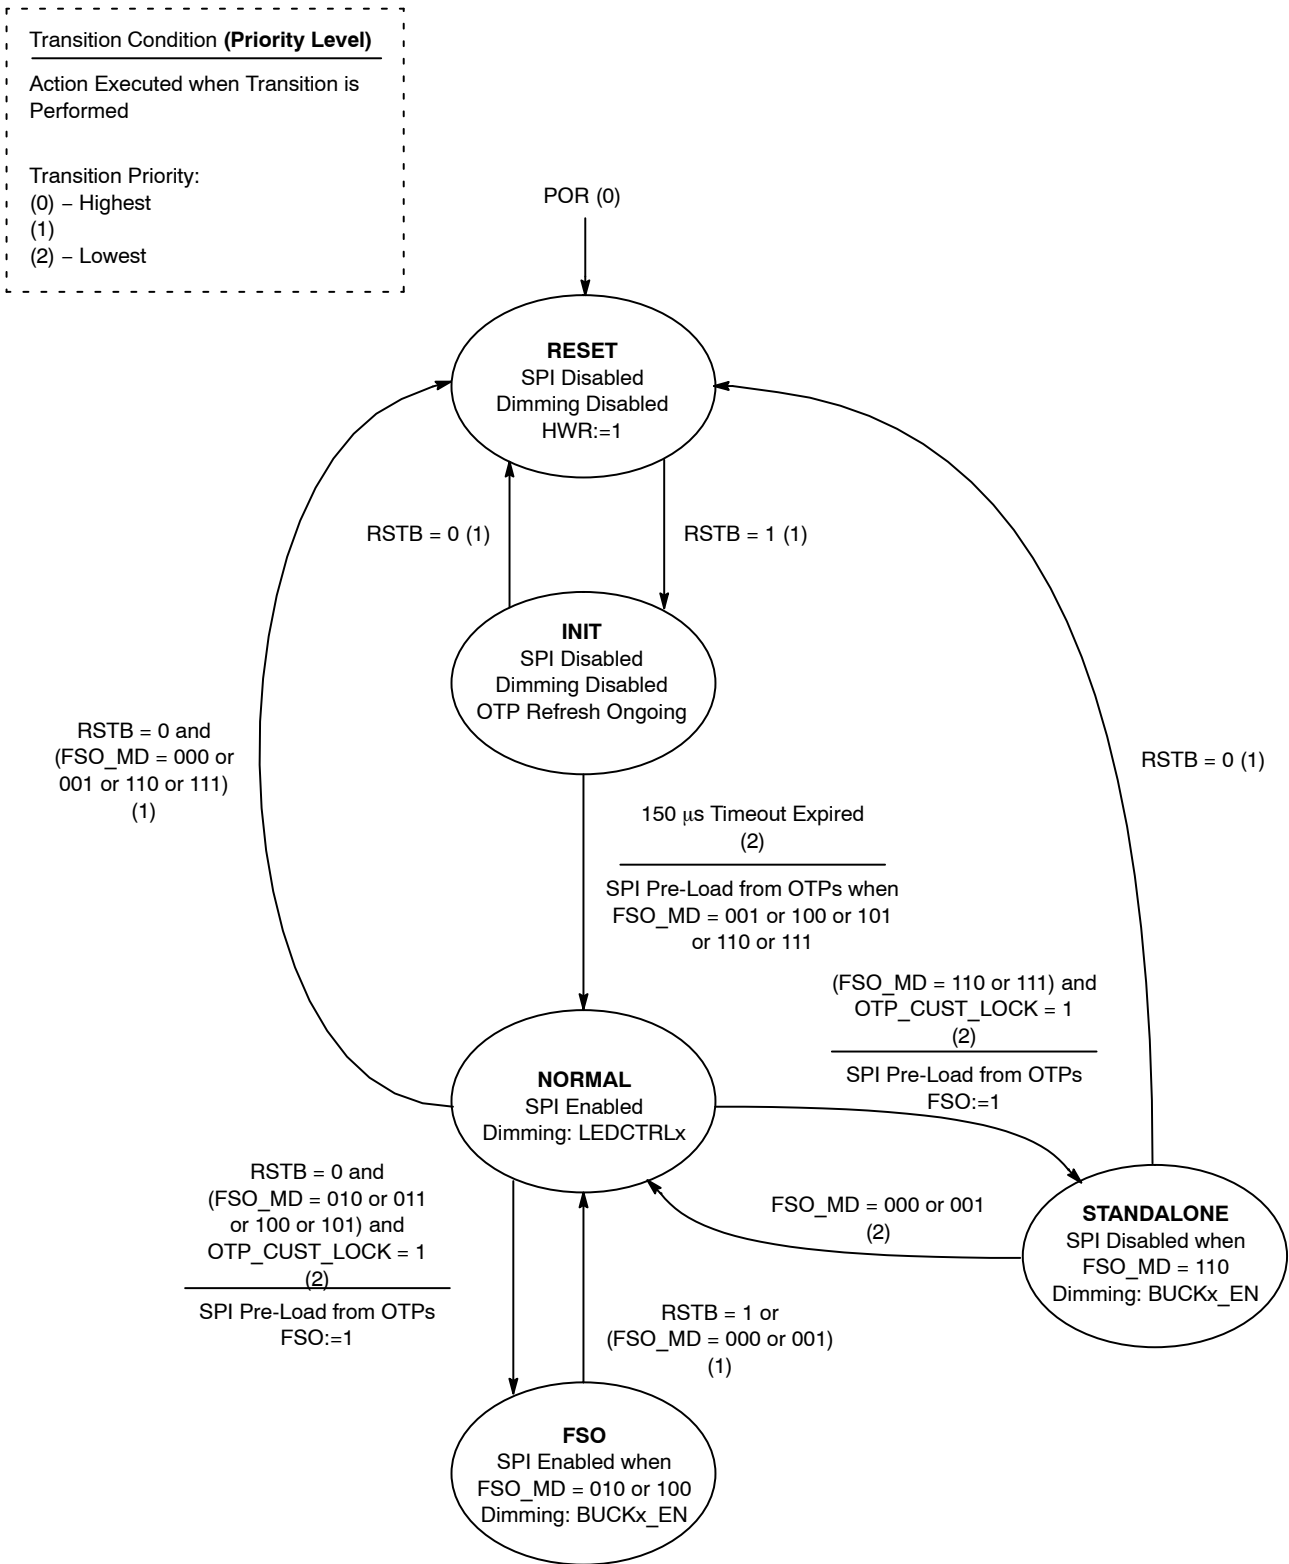 Transition Condition (Priority Level)
Action Executed when Transition is
Performed
Transition Priority:
(0) – Highest
(1)
(2) – Lowest
POR (0)
RESET
SPI Disabled
Dimming Disabled
HWR:=1
RSTB = 0 (1)
RSTB = 1 (1)
INIT
SPI Disabled
Dimming Disabled
OTP Refresh Ongoing
RSTB = 0 and
(FSO_MD = 000 or
001 or 110 or 111)
(1)
RSTB = 0 (1)
150 μs Timeout Expired
(2)
SPI Pre-Load from OTPs when
FSO_MD = 001 or 100 or 101
or 110 or 111
(FSO_MD = 110 or 111) and
OTP_CUST_LOCK = 1
(2)
SPI Pre-Load from OTPs
FSO:=1
NORMAL
SPI Enabled
Dimming: LEDCTRLx
RSTB = 0 and
(FSO_MD = 010 or 011
or 100 or 101) and
OTP_CUST_LOCK = 1
(2)
SPI Pre-Load from OTPs
FSO:=1
FSO_MD = 000 or 001
(2)
STANDALONE
SPI Disabled when
FSO_MD = 110
Dimming: BUCKx_EN
RSTB = 1 or
(FSO_MD = 000 or 001)
(1)
FSO
SPI Enabled when
FSO_MD = 010 or 100
Dimming: BUCKx_EN